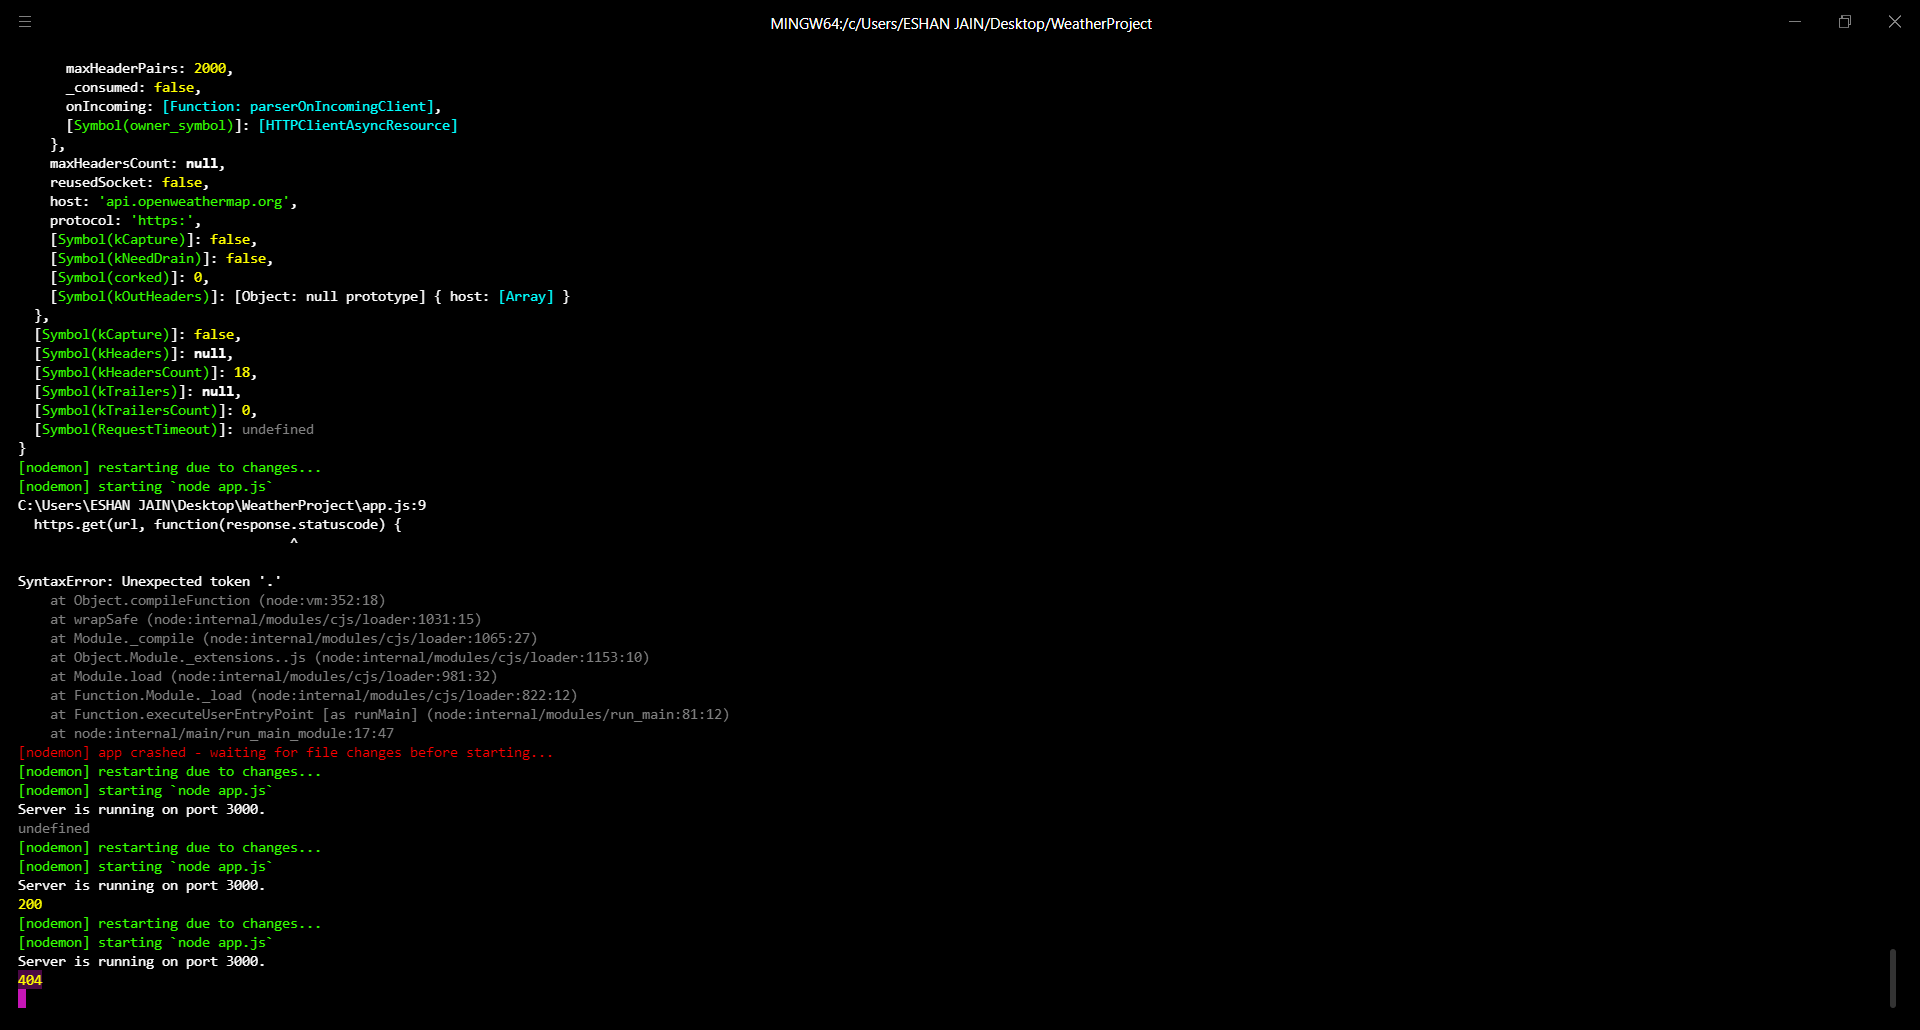 MINGW64:/c/Users/ESHAN JAIN/Desktop/WeatherProject
      maxHeaderPairs: 2000,
      _consumed: false,
      onIncoming: [Function: parserOnIncomingClient],
      [Symbol(owner_symbol)]: [HTTPClientAsyncResource]
    },
    maxHeadersCount: null,
    reusedSocket: false,
    host: 'api.openweathermap.org',
    protocol: 'https:',
    [Symbol(kCapture)]: false,
    [Symbol(kNeedDrain)]: false,
    [Symbol(corked)]: 0,
    [Symbol(kOutHeaders)]: [Object: null prototype] { host: [Array] }
  },
  [Symbol(kCapture)]: false,
  [Symbol(kHeaders)]: null,
  [Symbol(kHeadersCount)]: 18,
  [Symbol(kTrailers)]: null,
  [Symbol(kTrailersCount)]: 0,
  [Symbol(RequestTimeout)]: undefined
}
[nodemon] restarting due to changes...
[nodemon] starting `node app.js`
C:\Users\ESHAN JAIN\Desktop\WeatherProject\app.js:9
  https.get(url, function(response.statuscode) {
                                  ^
SyntaxError: Unexpected token '.'
    at Object.compileFunction (node:vm:352:18)
    at wrapSafe (node:internal/modules/cjs/loader:1031:15)
    at Module._compile (node:internal/modules/cjs/loader:1065:27)
    at Object.Module._extensions..js (node:internal/modules/cjs/loader:1153:10)
    at Module.load (node:internal/modules/cjs/loader:981:32)
    at Function.Module._load (node:internal/modules/cjs/loader:822:12)
    at Function.executeUserEntryPoint [as runMain] (node:internal/modules/run_main:81:12)
    at node:internal/main/run_main_module:17:47
[nodemon] app crashed - waiting for file changes before starting...
[nodemon] restarting due to changes...
[nodemon] starting `node app.js`
Server is running on port 3000.
undefined
[nodemon] restarting due to changes...
[nodemon] starting `node app.js`
Server is running on port 3000.
200
[nodemon] restarting due to changes...
[nodemon] starting `node app.js`
Server is running on port 3000.
404